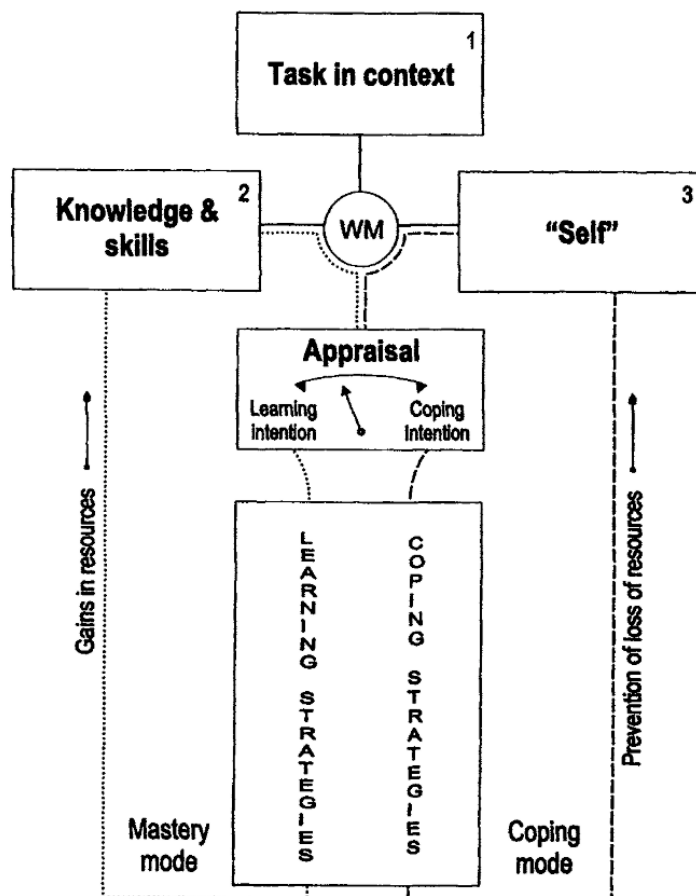 1
Task in context
2
Knowledge &
skills
3
“Self”
WM
Appraisal
Learning
intention
Coping
Intention
Gains in resources
LEARNING STRATEGIES
COPING STRATEGIES
Prevention of loss of resources
Mastery
mode
Coping
mode